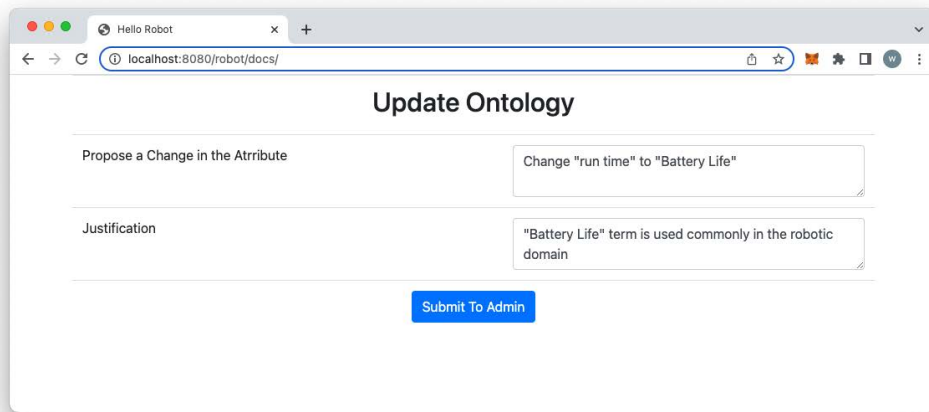 Hello Robot
localhost:8080/robot/docs/
W
Update Ontology
Propose a Change in the Atrribute
Change "run time" to "Battery Life"
Justification
"Battery Life" term is used commonly in the robotic
domain
Submit To Admin